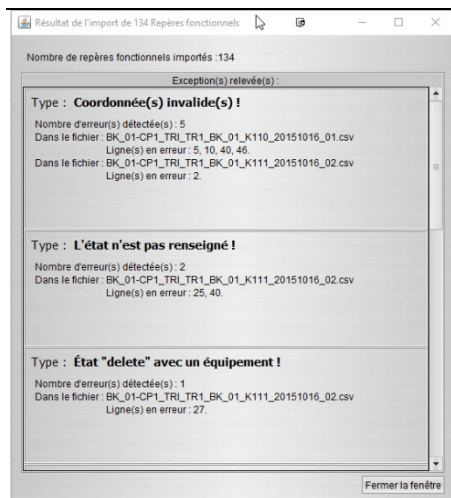 Résultat de l'import de 134 Repères fonctionnels
Nombre de repères fonctionnels importés :134
Exception(s) relevée(s) :
Type : Coordonnée(s) invalide(s) !
Nombre d'erreur(s) détectée(s) : 5
Dans le fichier : BK_01-CP1_TRI_TR1_BK_01_K110_20151016_01.csv
Ligne(s) en erreur : 5, 10, 40, 46.
Dans le fichier : BK_01-CP1_TRI_TR1_BK_01_K111_20151016_02.csv
Ligne(s) en erreur : 2.
Type : L'état n'est pas renseigné !
Nombre d'erreur(s) détectée(s) : 2
Dans le fichier : BK_01-CP1_TRI_TR1_BK_01_K111_20151016_02.csv
Ligne(s) en erreur : 25, 40.
Type : État "delete" avec un équipement !
Nombre d'erreur(s) détectée(s) : 1
Dans le fichier : BK_01-CP1_TRI_TR1_BK_01_K111_20151016_02.csv
Ligne(s) en erreur : 27.
Fermer la fenêtre